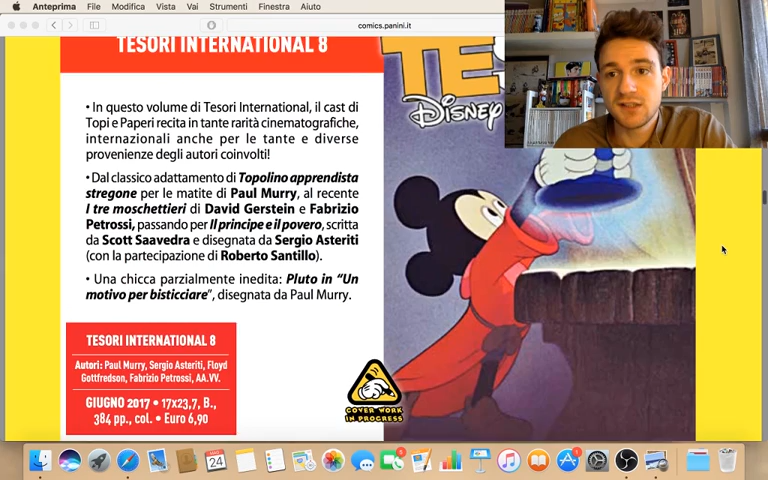 Anteprima File Modifica Vista Vai Strumenti Finestra Aiuto
comics.panini.it
TESORI INTERNATIONAL 8
TE
DISNEY
• In questo volume di Tesori International, il cast di
Topi e Paperi recita in tante rarità cinematografiche,
internazionali anche per le tante e diverse
provenienze degli autori coinvolti!
• Dal classico adattamento di Topolino apprendista
stregone per le matite di Paul Murry, al recente
I tre moschettieri di David Gerstein e Fabrizio
Petrossi, passando per Il principe e il povero, scritta
da Scott Saavedra e disegnata da Sergio Asteriti
(con la partecipazione di Roberto Santillo).
• Una chicca parzialmente inedita: Pluto in “Un
motivo per bisticciare”, disegnata da Paul Murry.
TESORI INTERNATIONAL 8
Autori: Paul Murry, Sergio Asteriti, Floyd
Gottfredson, Fabrizio Petrossi, AA.VV.
GIUGNO 2017 • 17x23,7, B.,
384 pp., col. • Euro 6,90
COVER WORK
IN PROGRESS
24